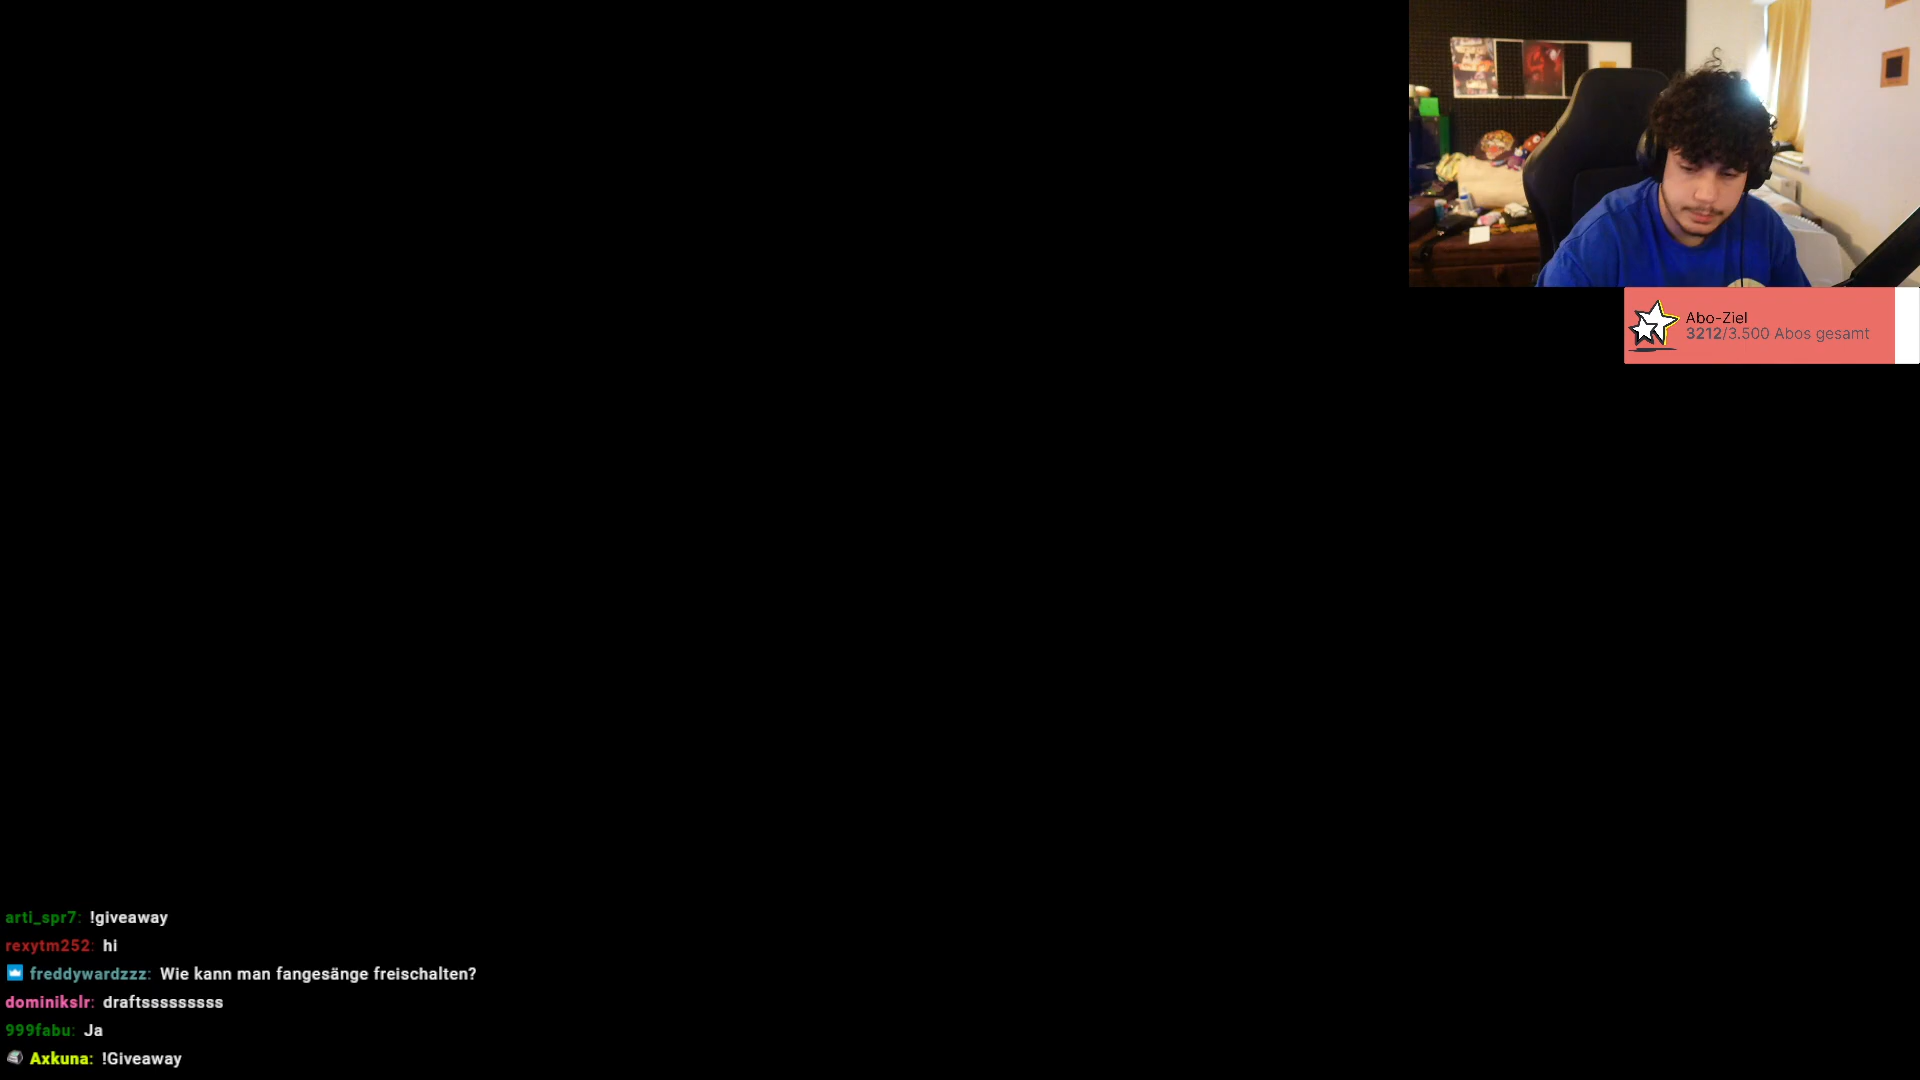 Abo-Ziel
3212/3.500 Abos gesamt
arti_spr7: !giveaway
rexytm252: hi
freddywardzzz: Wie kann man fangesänge freischalten?
dominikslr: draftsssssssss
999fabu: Ja
Axkuna: !Giveaway